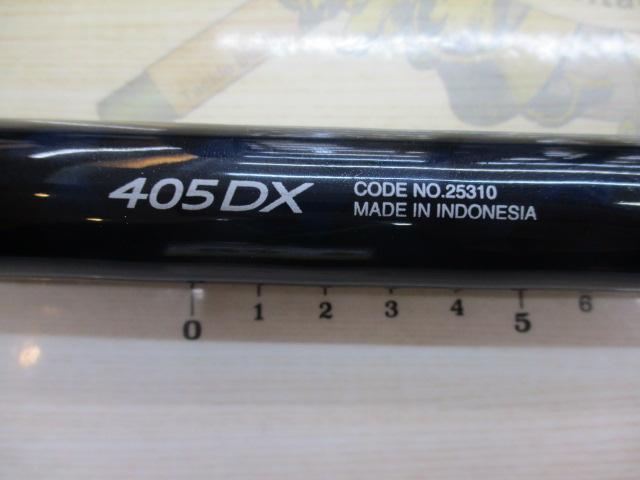 405DX
CODE NO.25310
MADE IN INDONESIA
0 1 2 3 4 5 6